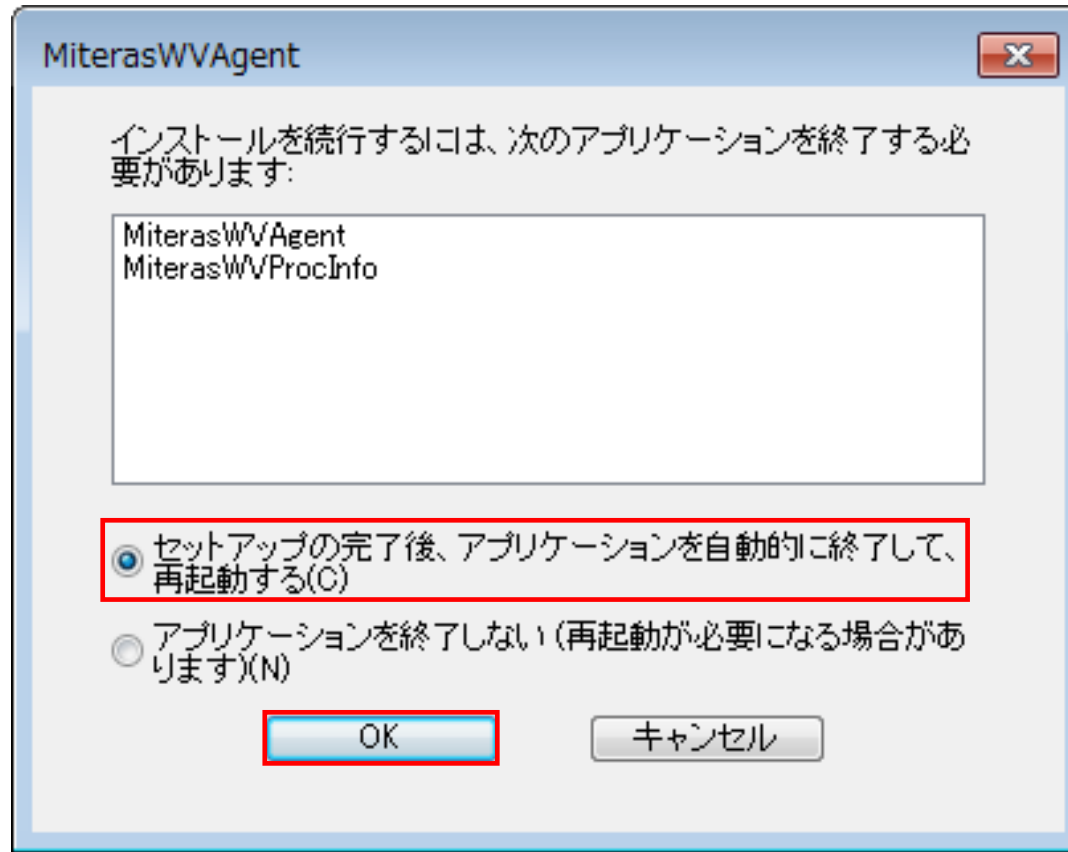 MiterasWVAgent
インストールを続行するには、次のアプリケーションを終了する必
要があります:
MiterasWVAgent
MiterasWVProcInfo
セットアップの完了後、アプリケーションを自動的に終了して、
再起動する(C)
アプリケーションを終了しない (再起動が必要になる場合があ
ります)(N)
OK
キャンセル